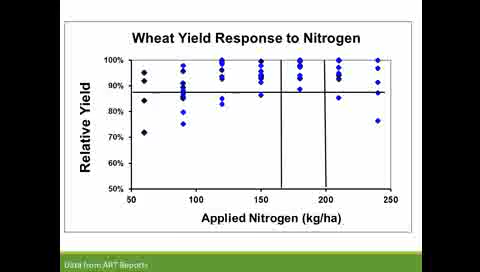 Wheat Yield Response to Nitrogen
Relative Yield
100%
90%
80%
70%
60%
50%
50 100 150 200 250
Applied Nitrogen (kg/ha)
Data from ART Reports